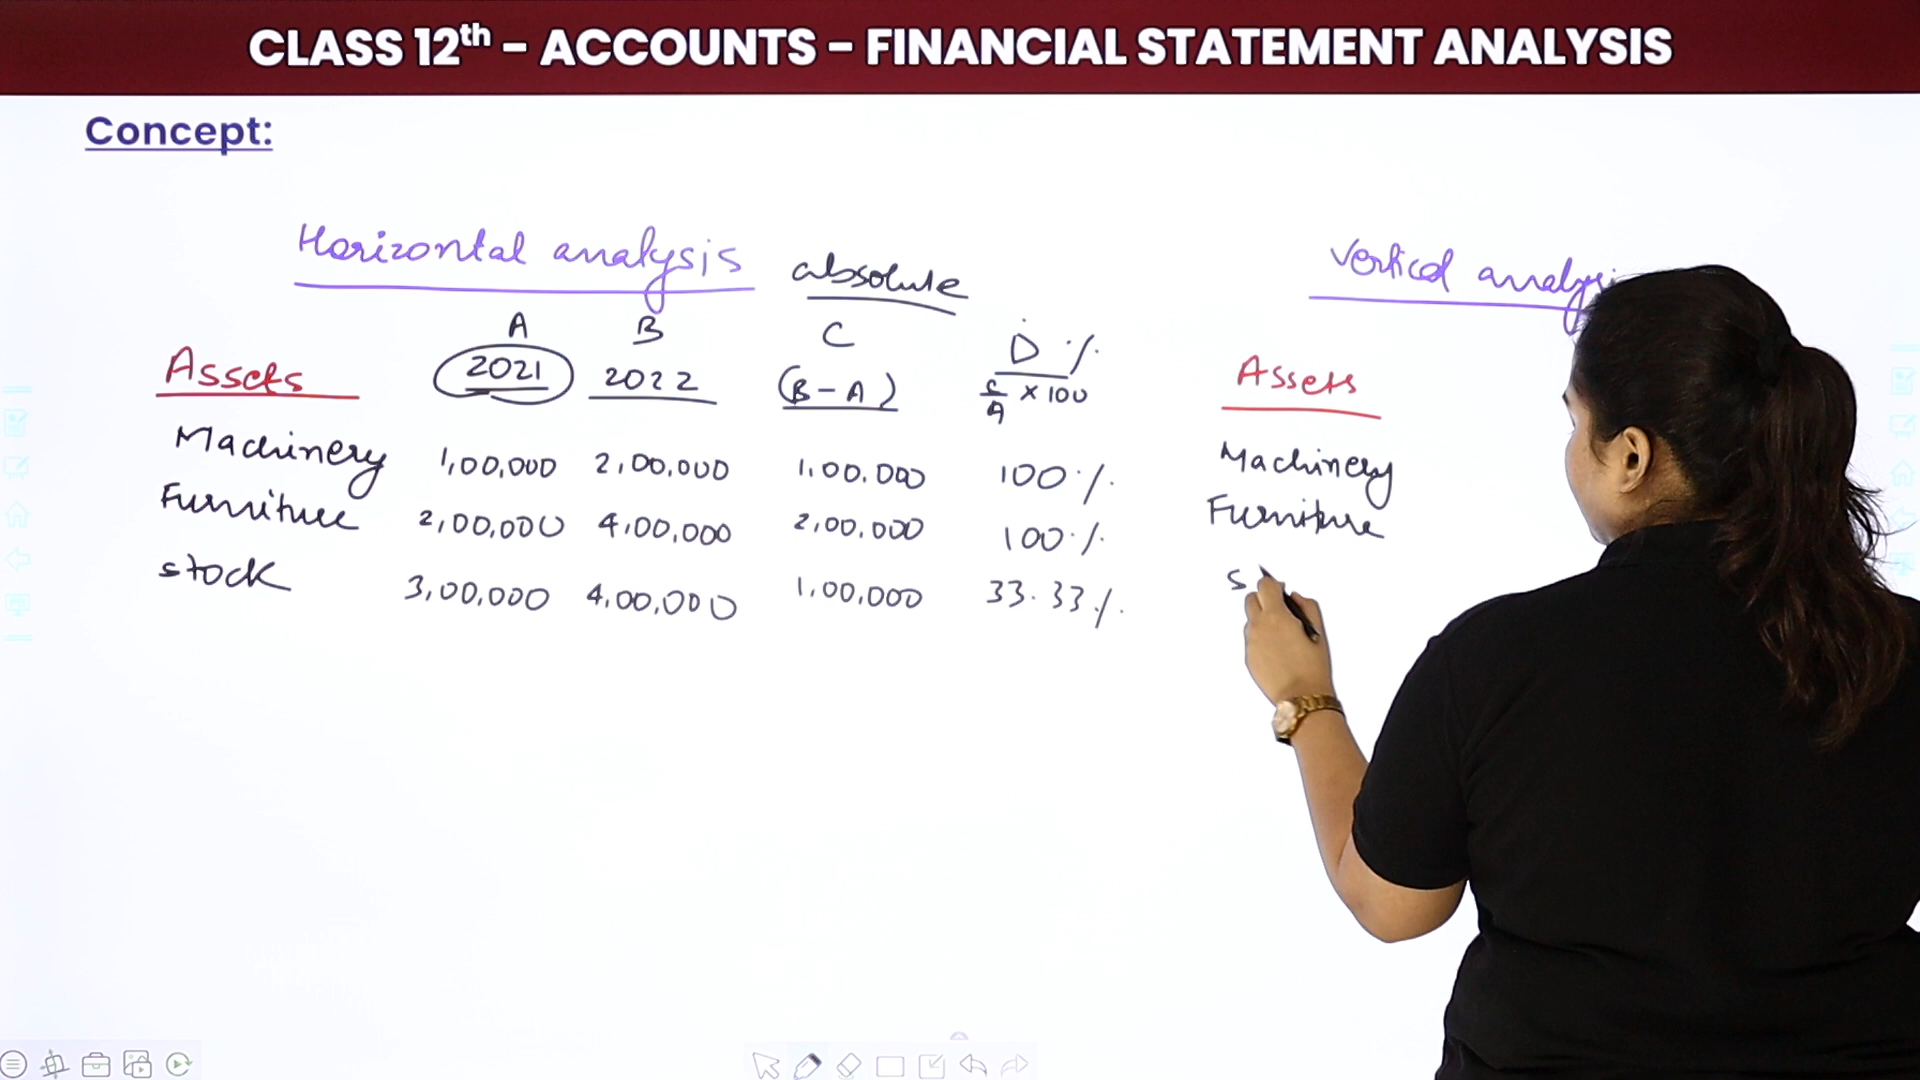 CLASS 12th – ACCOUNTS – FINANCIAL STATEMENT ANALYSIS
Concept:
Horizontal analysis absolute
A B C D %
Assets 2021 2022 (B - A) C/A × 100
Machinery 1,00,000 2,00,000 1,00,000 100%
Furniture 2,00,000 4,00,000 2,00,000 100%
stock 3,00,000 4,00,000 1,00,000 33.33%
Vertical analysi
Assets
Machinery
Furniture
S